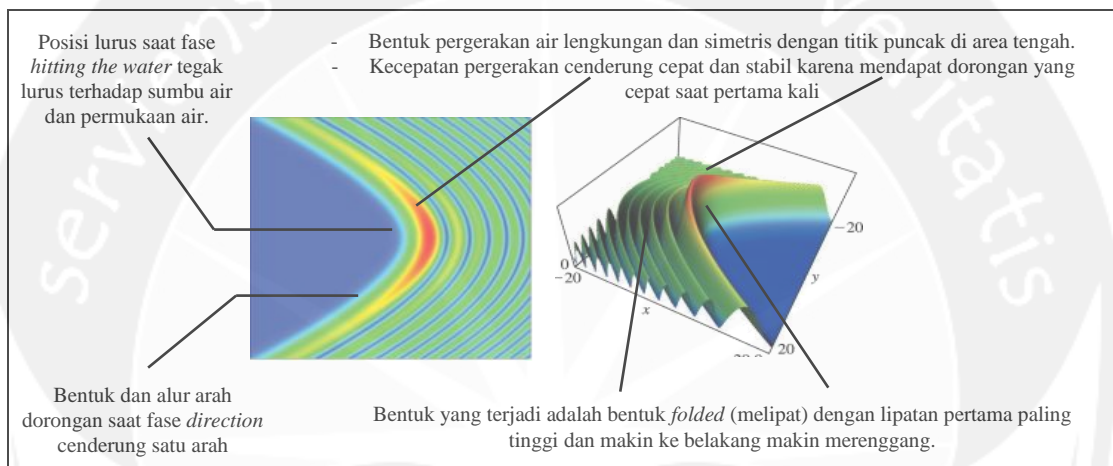 Posisi lurus saat fase
hitting the water tegak
lurus terhadap sumbu air
dan permukaan air.
- Bentuk pergerakan air lengkungan dan simetris dengan titik puncak di area tengah.
- Kecepatan pergerakan cenderung cepat dan stabil karena mendapat dorongan yang
cepat saat pertama kali
0
-20
x
20
y
-20
Bentuk dan alur arah
dorongan saat fase direction
cenderung satu arah
Bentuk yang terjadi adalah bentuk folded (melipat) dengan lipatan pertama paling
tinggi dan makin ke belakang makin merenggang.
serviens
veritatis